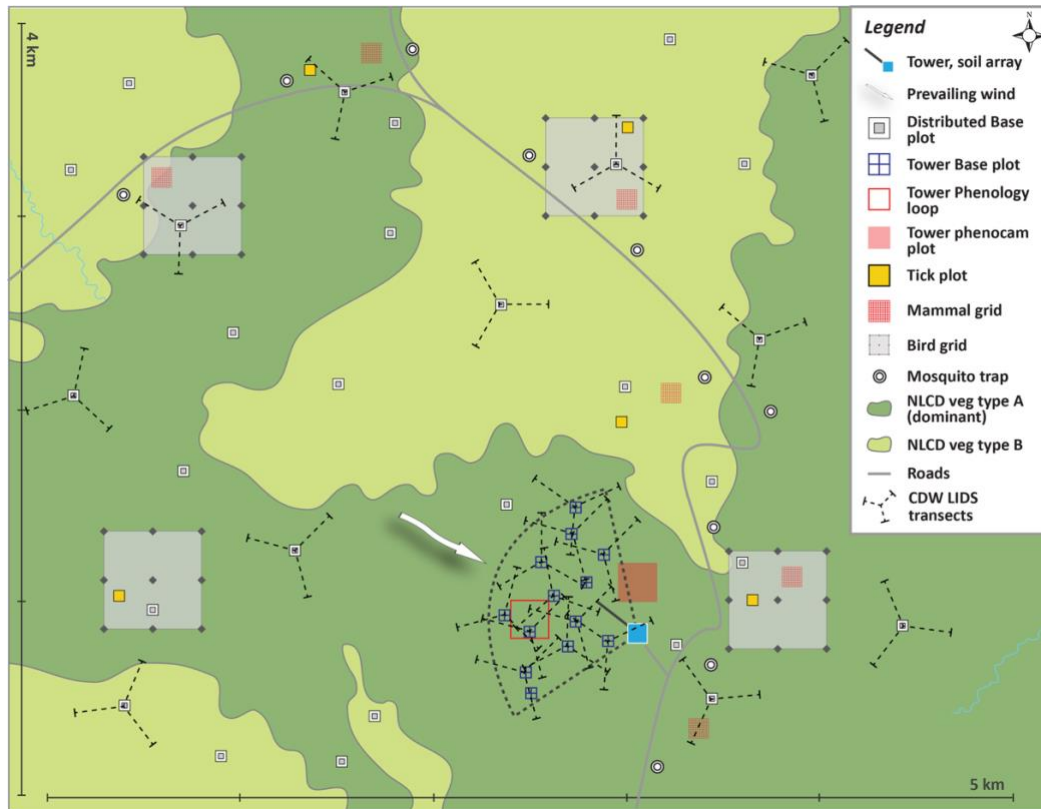 4 km
5 km
Legend
N
Tower, soil array
Prevailing wind
Distributed Base
plot
Tower Base plot
Tower Phenology
loop
Tower phenocam
plot
Tick plot
Mammal grid
Bird grid
Mosquito trap
NLCD veg type A
(dominant)
NLCD veg type B
Roads
CDW LIDS
transects